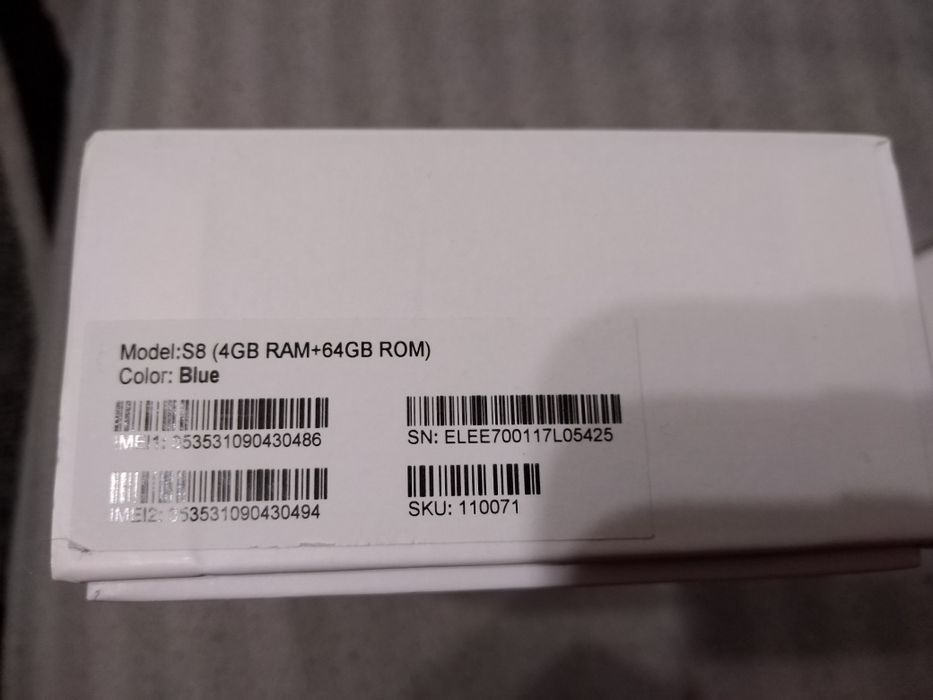 Model:S8 (4GB RAM+64GB ROM)
Color: Blue
IMEI1: 353531090430486
SN: ELEE700117L05425
IMEI2: 353531090430494
SKU: 110071